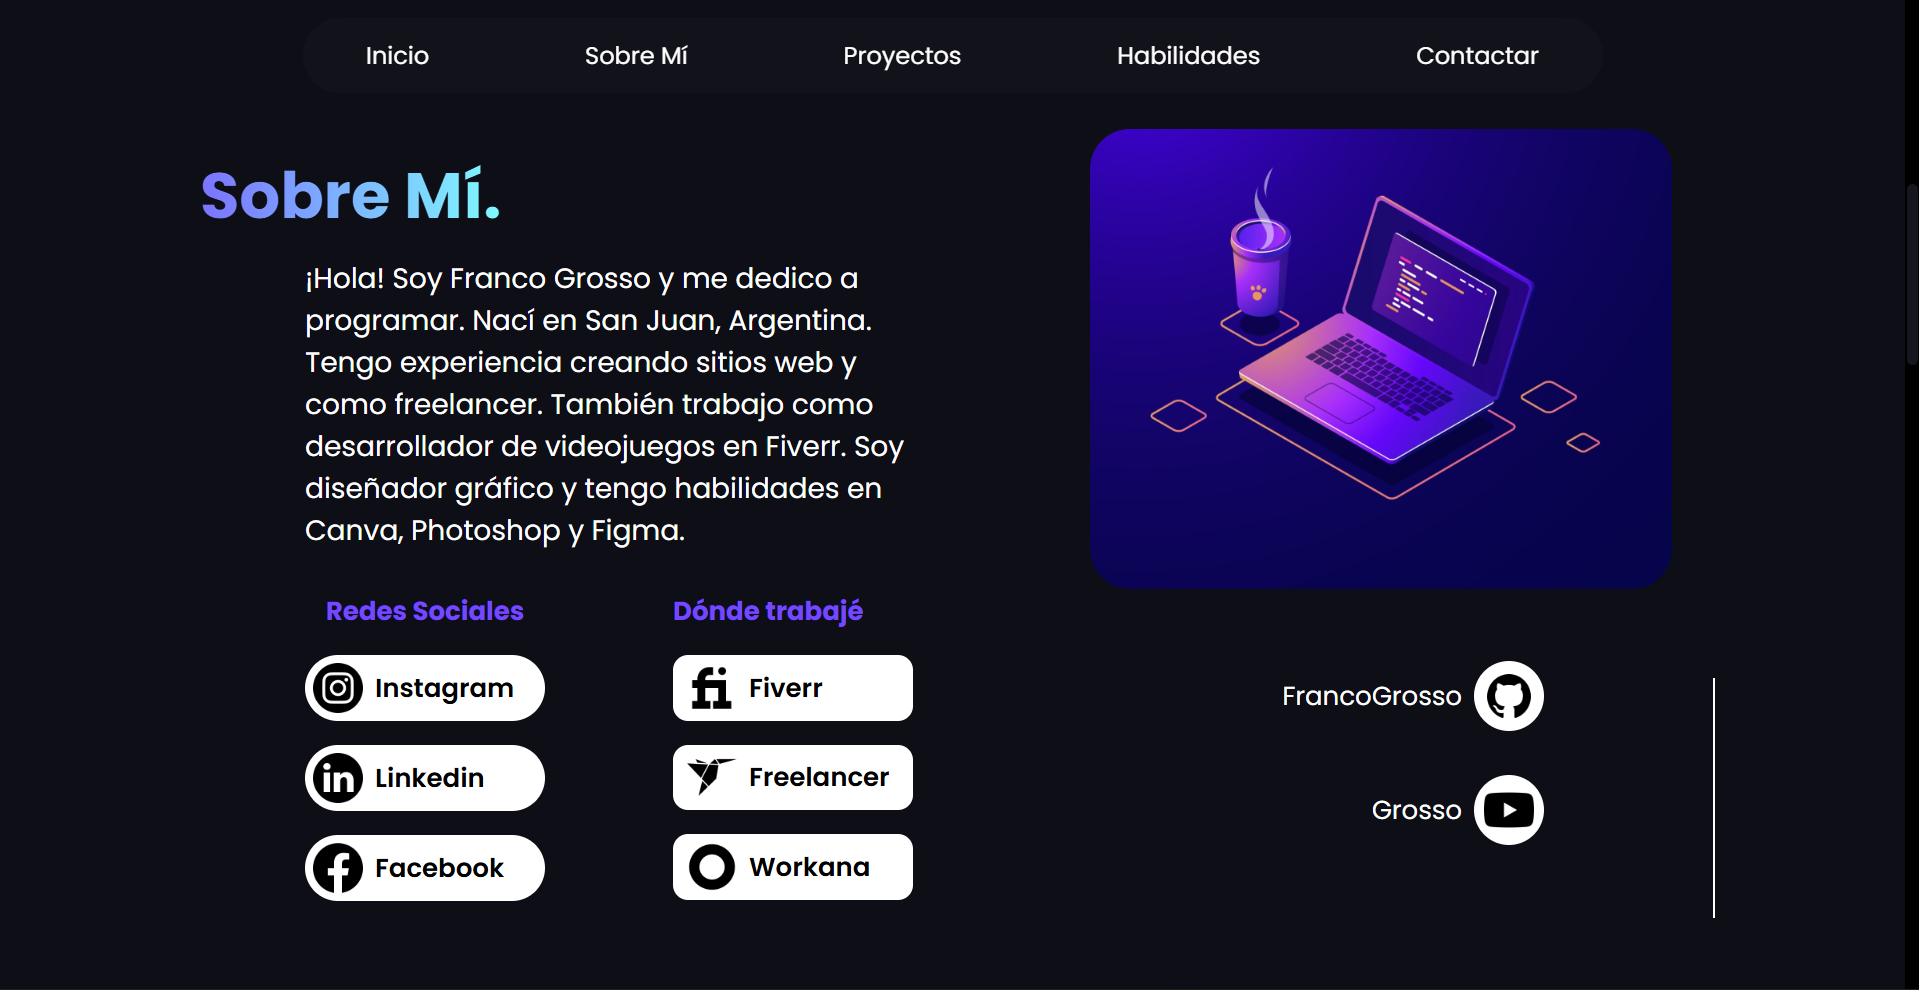 Inicio
Sobre Mí
Proyectos
Habilidades
Contactar
Sobre Mí.
¡Hola! Soy Franco Grosso y me dedico a
programar. Nací en San Juan, Argentina.
Tengo experiencia creando sitios web y
como freelancer. También trabajo como
desarrollador de videojuegos en Fiverr. Soy
diseñador gráfico y tengo habilidades en
Canva, Photoshop y Figma.
Redes Sociales
Instagram
Linkedin
Facebook
Dónde trabajé
Fiverr
Freelancer
Workana
FrancoGrosso
Grosso